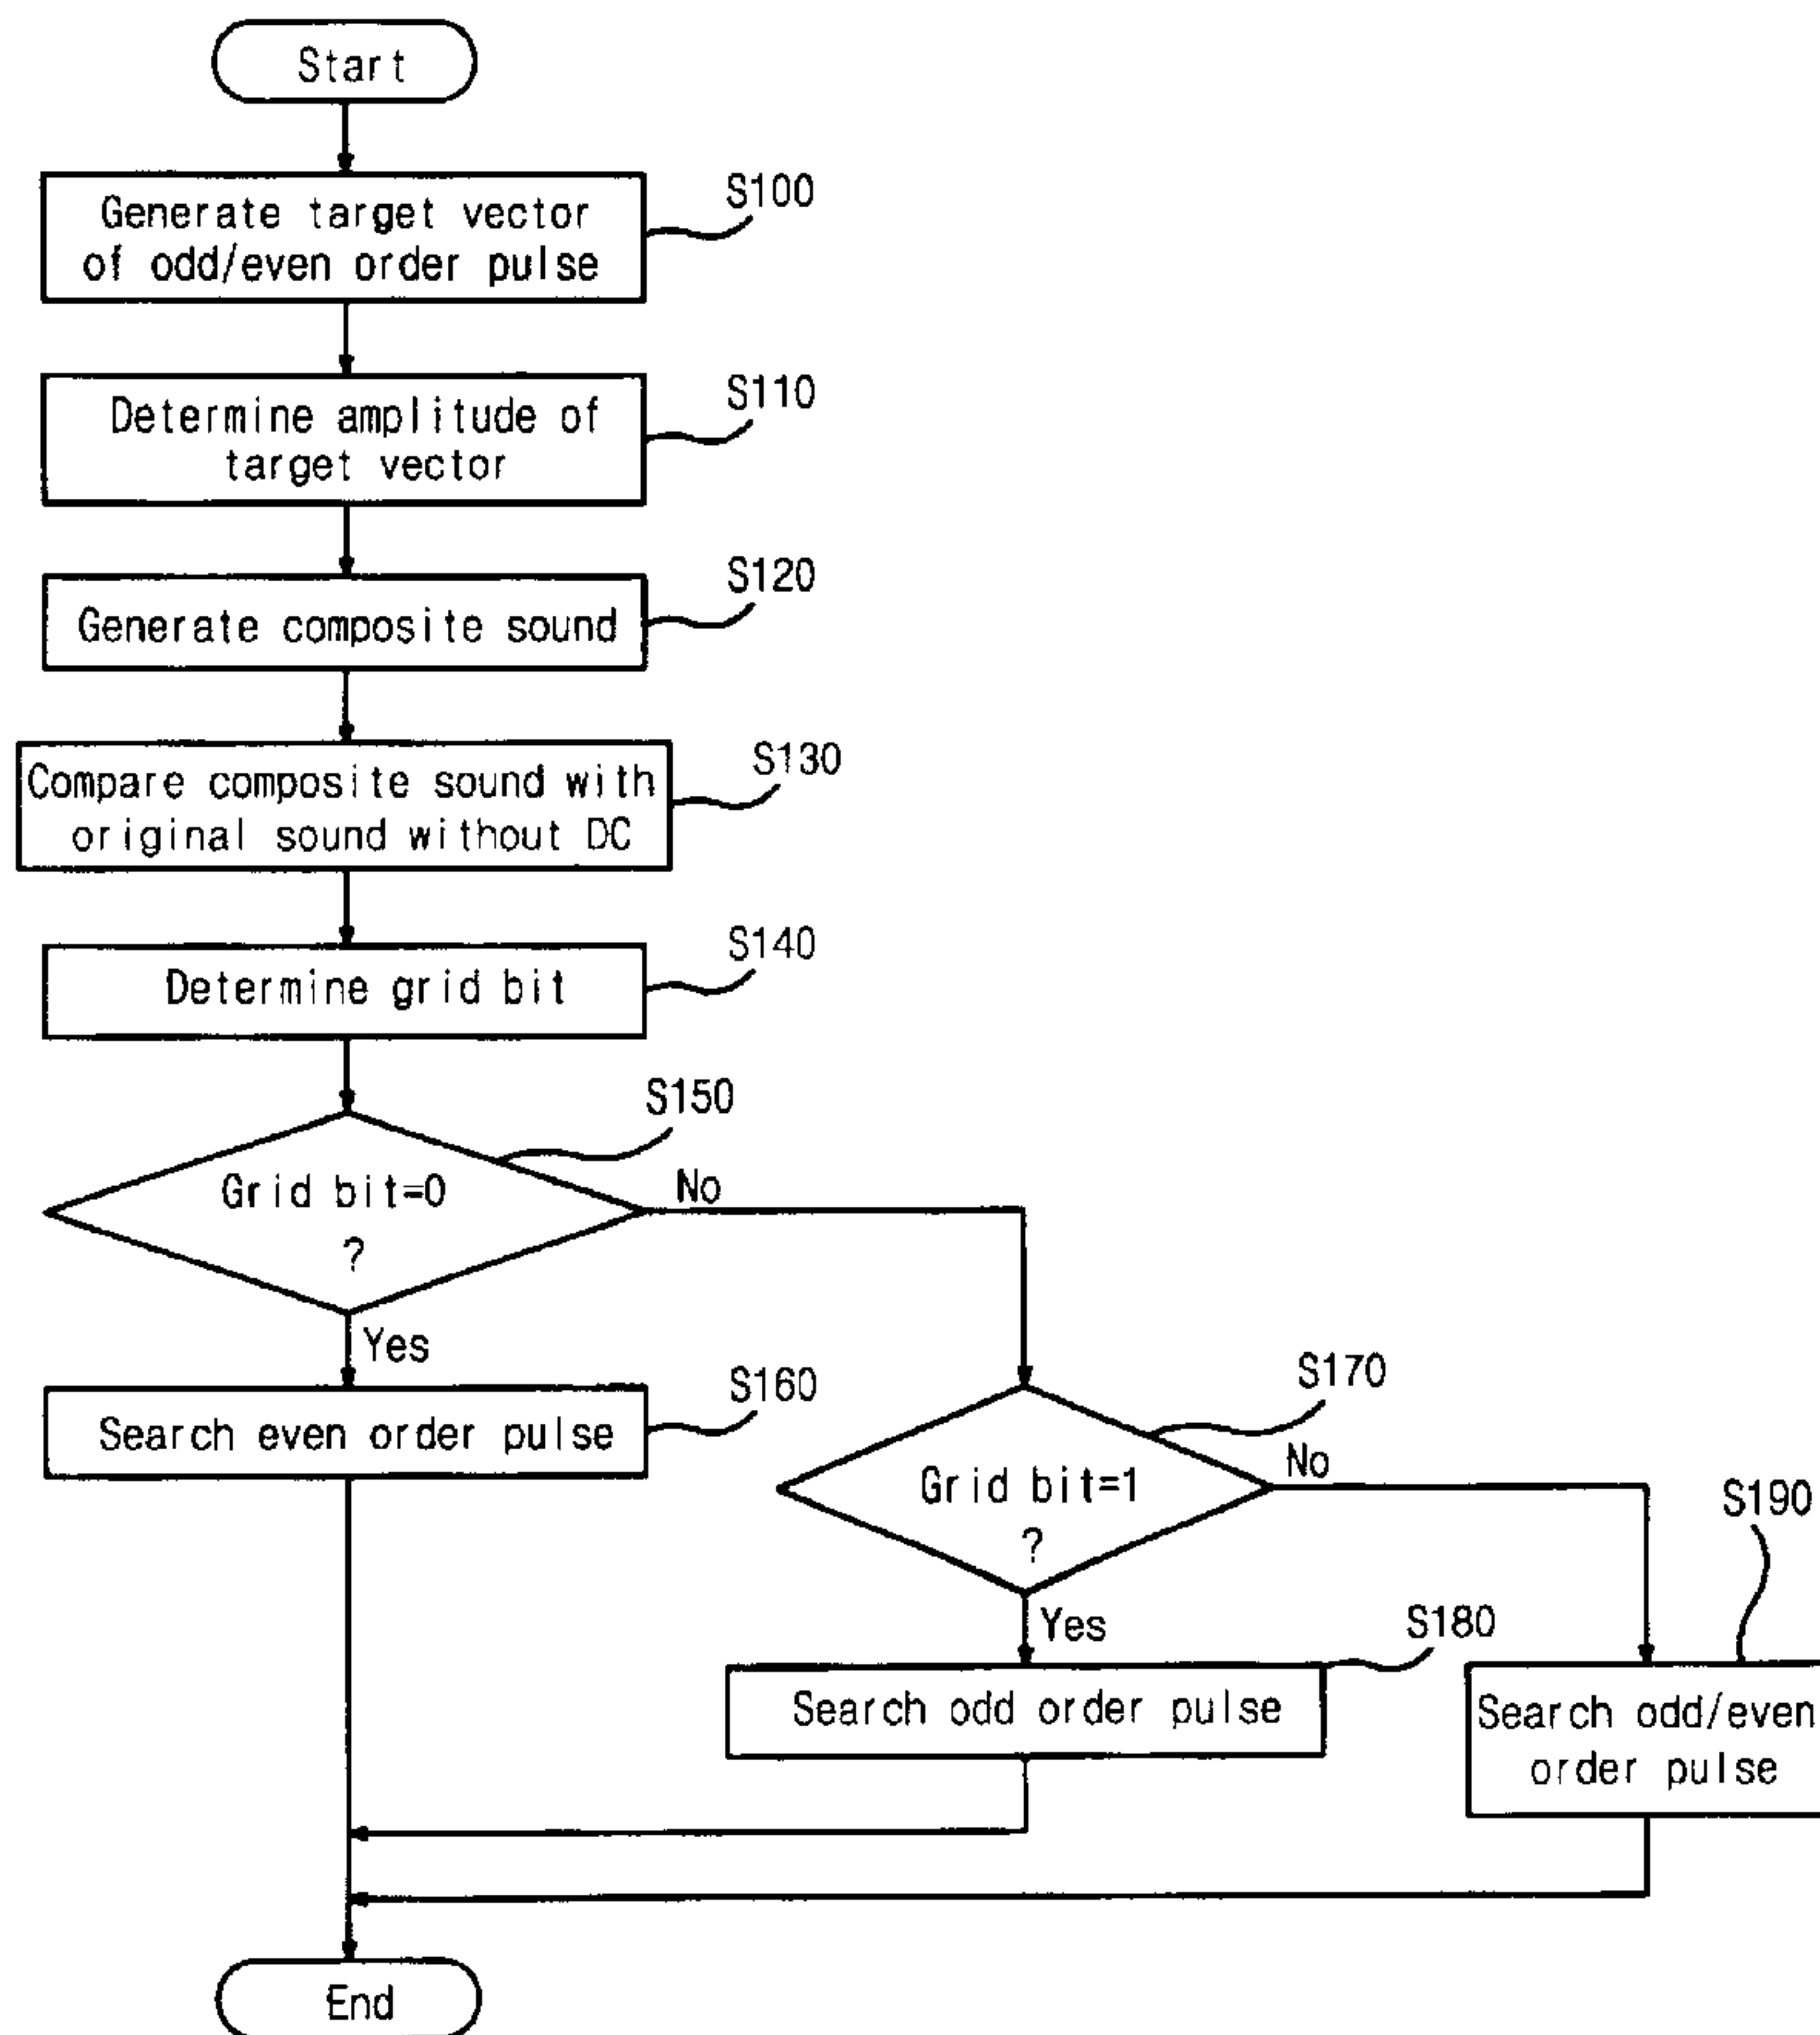 Start
Generate target vector
of odd/even order pulse
S100
Determine amplitude of
target vector
S110
Generate composite sound
S120
Compare composite sound with
original sound without DC
S130
Determine grid bit
S140
Grid bit=0
?
S150
No
Yes
Search even order pulse
S160
Grid bit=1
?
S170
No
Yes
Search odd order pulse
S180
Search odd/even
order pulse
S190
End